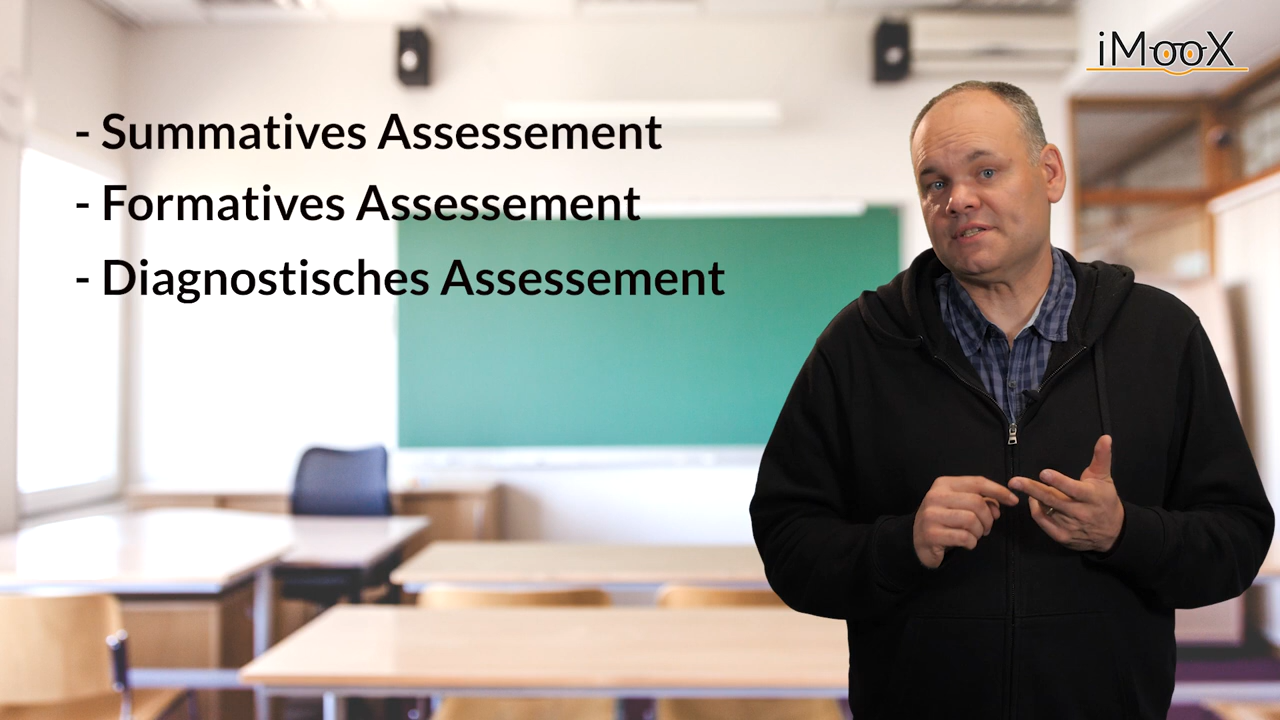 iMooX
- Summatives Assessement
- Formatives Assessement
- Diagnostisches Assessement